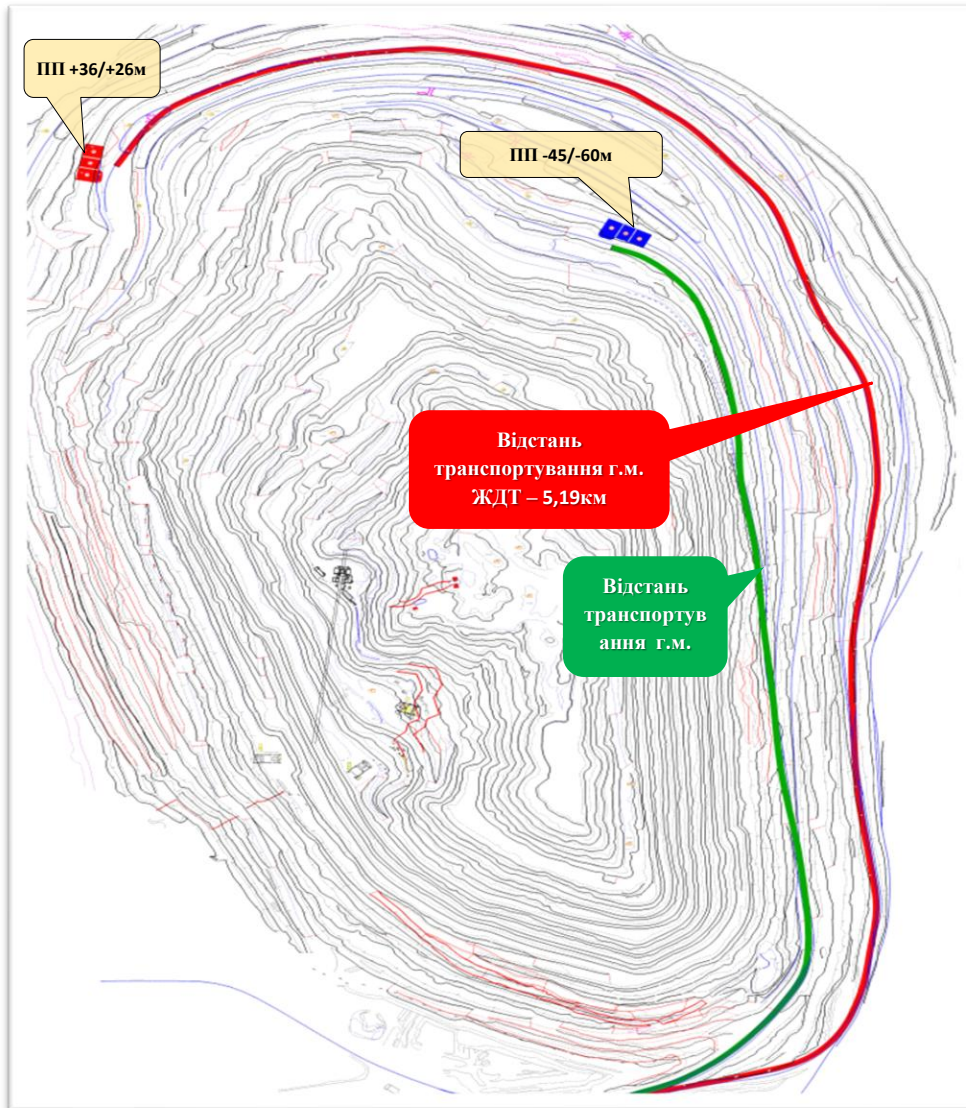 ПП +36/+26м
ПП -45/-60м
Відстань
транспортування г.м.
ЖДТ – 5,19км
Відстань
транспортув
ання г.м.